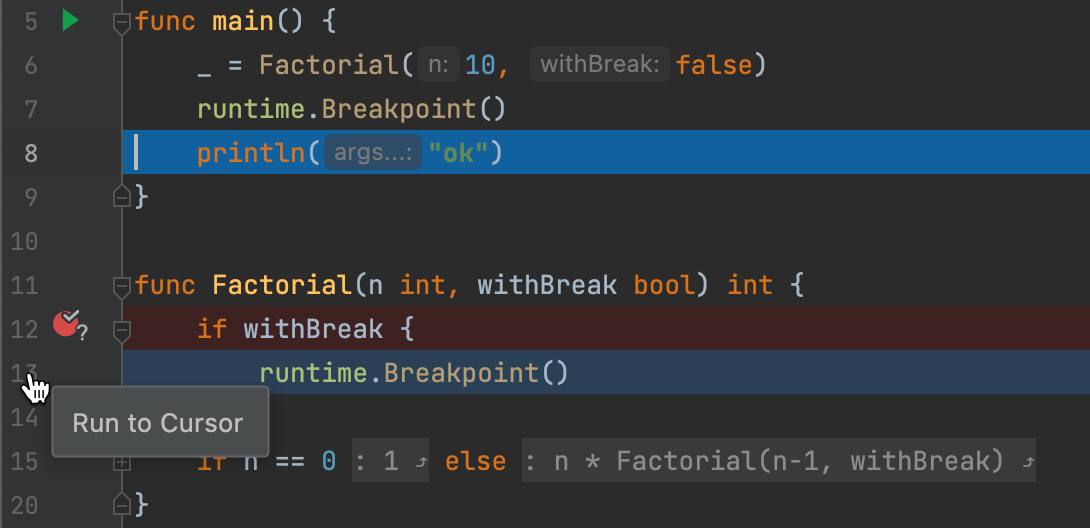 5 func main() {
6 _ = Factorial( n: 10, withBreak: false)
7 runtime.Breakpoint()
8 println( args...: "ok")
9 }
10
11 func Factorial(n int, withBreak bool) int {
12 ? if withBreak {
13 runtime.Breakpoint()
14
Run to Cursor
15 if n == 0 : 1 ⤴ else : n * Factorial(n-1, withBreak) ⤴
20 }